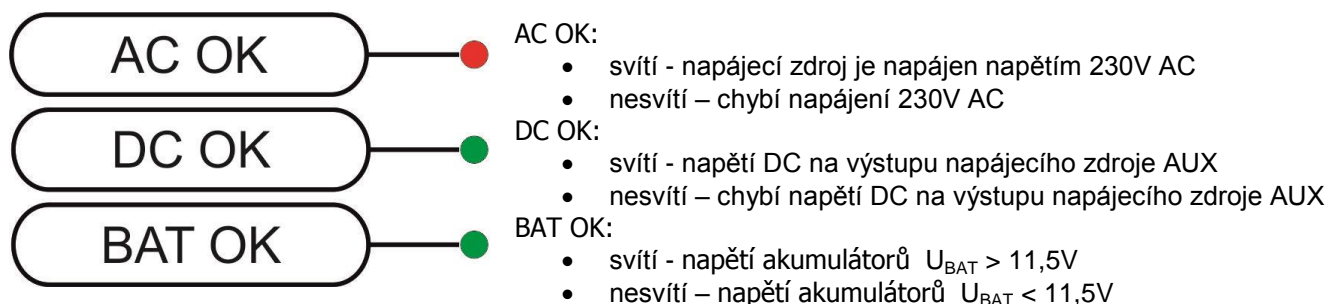 AC OK
AC OK:
• svítí - napájecí zdroj je napájen napětím 230V AC
• nesvítí – chybí napájení 230V AC
DC OK
DC OK:
• svítí - napětí DC na výstupu napájecího zdroje AUX
• nesvítí – chybí napětí DC na výstupu napájecího zdroje AUX
BAT OK
BAT OK:
• svítí - napětí akumulátorů U_BAT > 11,5V
• nesvítí – napětí akumulátorů U_BAT < 11,5V